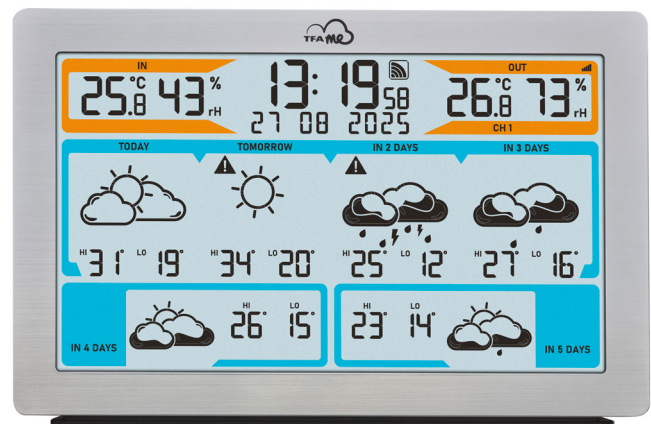 TFA me
IN
25.8 °C 43 % rH
13:19 58
27 08 2025
OUT
26.8 °C 73 % rH
CH 1
TODAY
HI 31° LO 19°
TOMORROW
HI 34° LO 20°
IN 2 DAYS
HI 25° LO 12°
IN 3 DAYS
HI 27° LO 16°
IN 4 DAYS
HI 26° LO 15°
HI 23° LO 14°
IN 5 DAYS